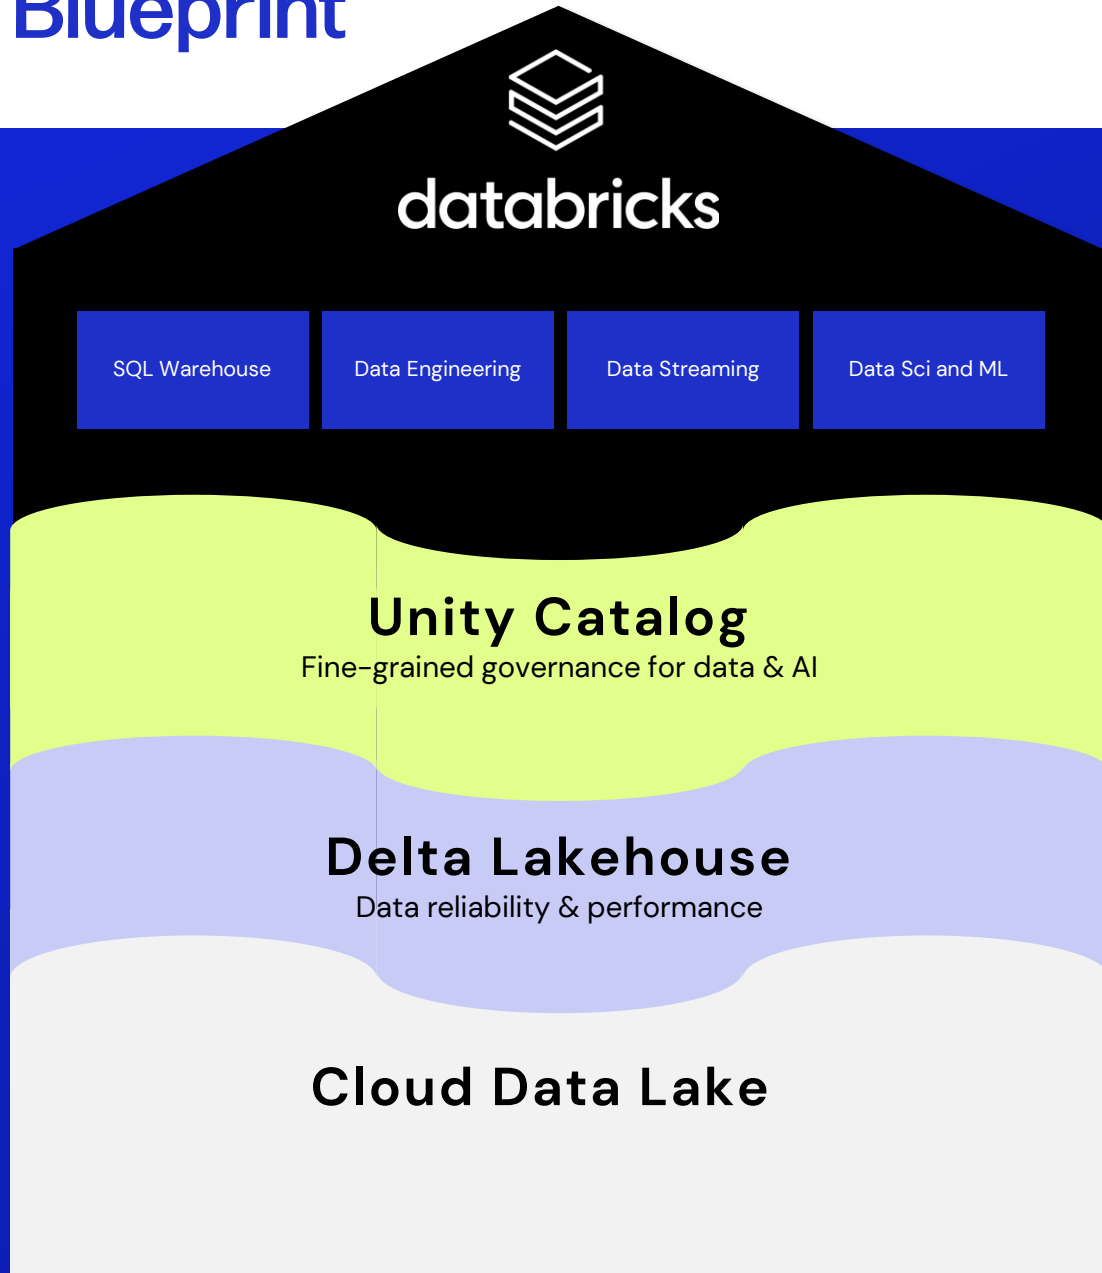 Blueprint
databricks
SQL Warehouse
Data Engineering
Data Streaming
Data Sci and ML
Unity Catalog
Fine-grained governance for data & AI
Delta Lakehouse
Data reliability & performance
Cloud Data Lake